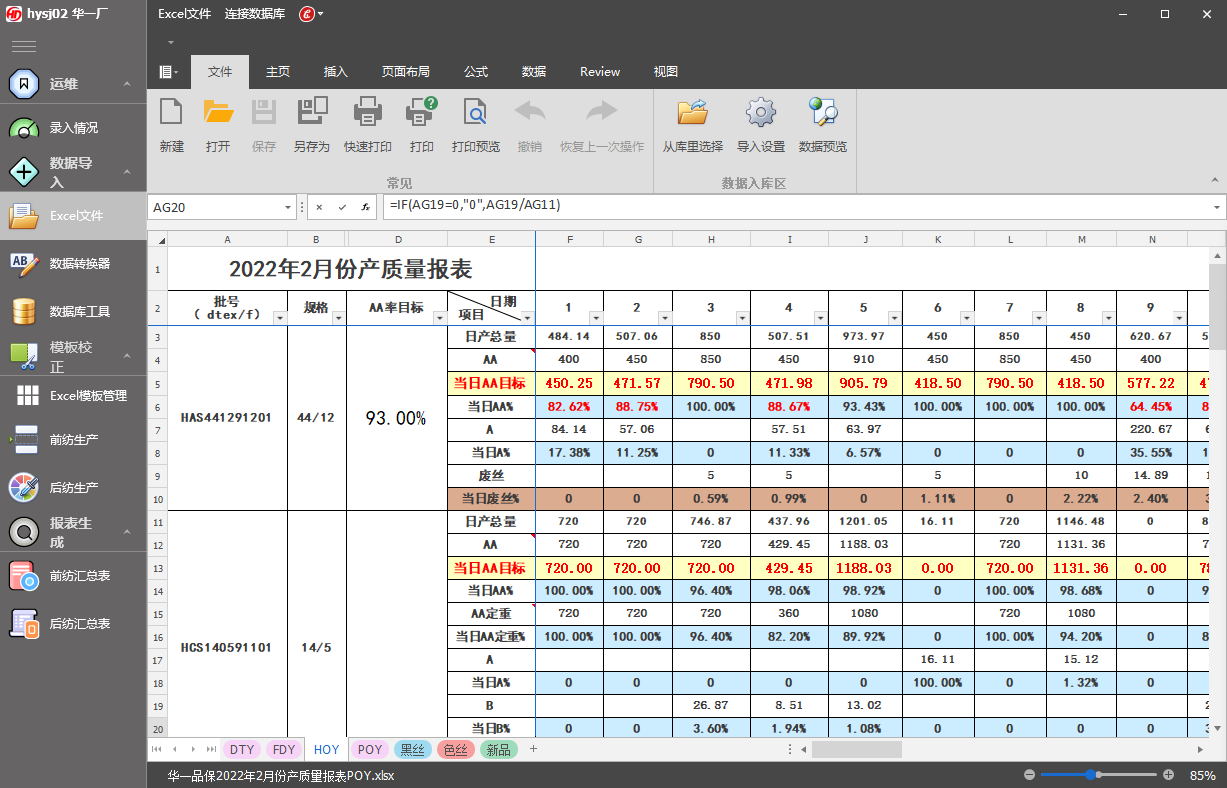 hysj02 华一厂
Excel文件 连接数据库
运维
录入情况
数据导入
Excel文件
数据转换器
数据库工具
模板校正
Excel模板管理
前纺生产
后纺生产
报表生成
前纺汇总表
后纺汇总表
文件 主页 插入 页面布局 公式 数据 Review 视图
新建 打开 保存 另存为 快速打印 打印 打印预览 撤销 恢复上一次操作 从库里选择 导入设置 数据预览
常见 数据入库区
AG20 =IF(AG19=0,"0",AG19/AG11)
A B D E F G H I J K L M N
1 2022年2月份产质量报表
2 批号 (dtex/f) 规格 AA率目标 日期 项目 1 2 3 4 5 6 7 8 9
3 日产总量 484.14 507.06 850 507.51 973.97 450 850 450 620.67
4 AA 400 450 850 450 910 450 850 450 400
5 当日AA目标 450.25 471.57 790.50 471.98 905.79 418.50 790.50 418.50 577.22
6 当日AA% 82.62% 88.75% 100.00% 88.67% 93.43% 100.00% 100.00% 100.00% 64.45%
HAS441291201 44/12 93.00%
7 A 84.14 57.06 57.51 63.97 220.67
8 当日A% 17.38% 11.25% 0 11.33% 6.57% 0 0 0 35.55%
9 废丝 5 5 5 10 14.89
10 当日废丝% 0 0 0.59% 0.99% 0 1.11% 0 2.22% 2.40%
11 日产总量 720 720 746.87 437.96 1201.05 16.11 720 1146.48 0
12 AA 720 720 720 429.45 1188.03 720 1131.36
13 当日AA目标 720.00 720.00 720.00 429.45 1188.03 0.00 720.00 1131.36 0.00
14 当日AA% 100.00% 100.00% 96.40% 98.06% 98.92% 0 100.00% 98.68% 0
15 AA定重 720 720 720 360 1080 720 1080
16 当日AA定重% 100.00% 100.00% 96.40% 82.20% 89.92% 0 100.00% 94.20% 0
HCS140591101 14/5
17 A 16.11 15.12
18 当日A% 0 0 0 0 0 100.00% 0 1.32% 0
19 B 26.87 8.51 13.02
20 当日B% 0 0 3.60% 1.94% 1.08% 0 0 0 0
DTY FDY HOY POY 黑丝 色丝 新品 +
华一品保2022年2月份产质量报表POY.xlsx 85%